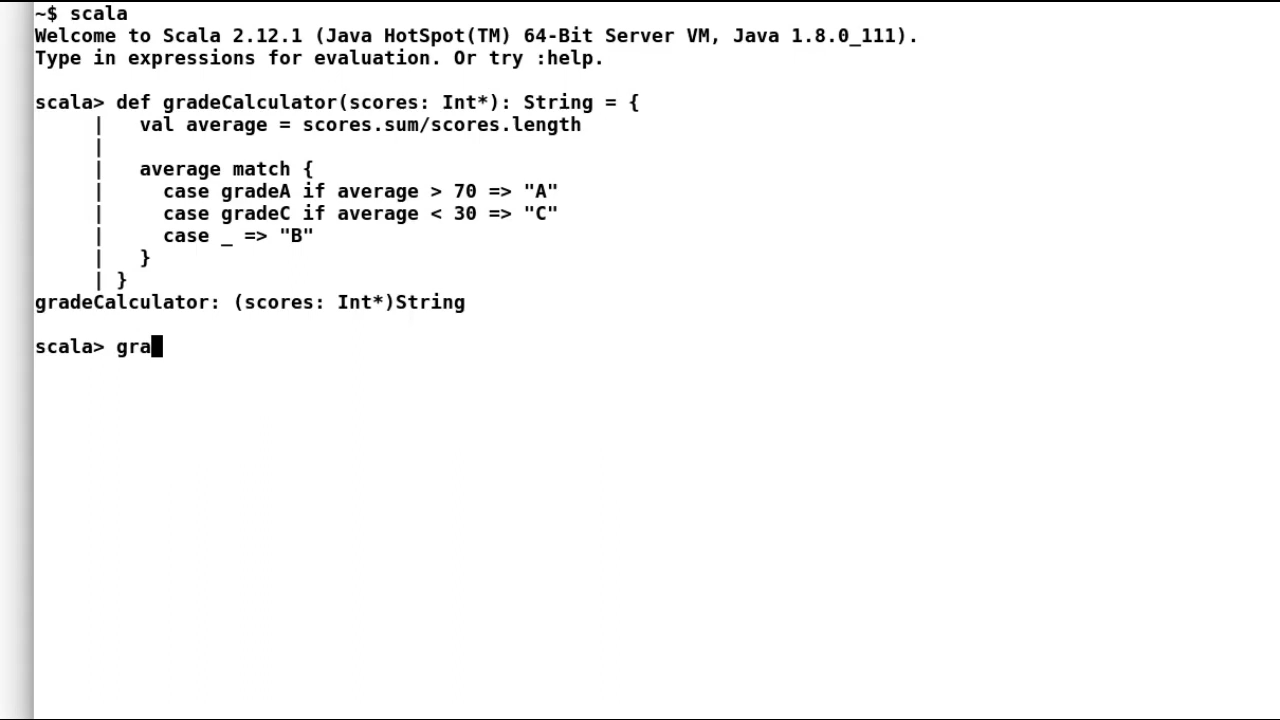 ~$ scala
Welcome to Scala 2.12.1 (Java HotSpot(TM) 64-Bit Server VM, Java 1.8.0_111).
Type in expressions for evaluation. Or try :help.
scala> def gradeCalculator(scores: Int*): String = {
     |   val average = scores.sum/scores.length
     |
     |   average match {
     |     case gradeA if average > 70 => "A"
     |     case gradeC if average < 30 => "C"
     |     case _ => "B"
     |   }
     | }
gradeCalculator: (scores: Int*)String
scala> gra